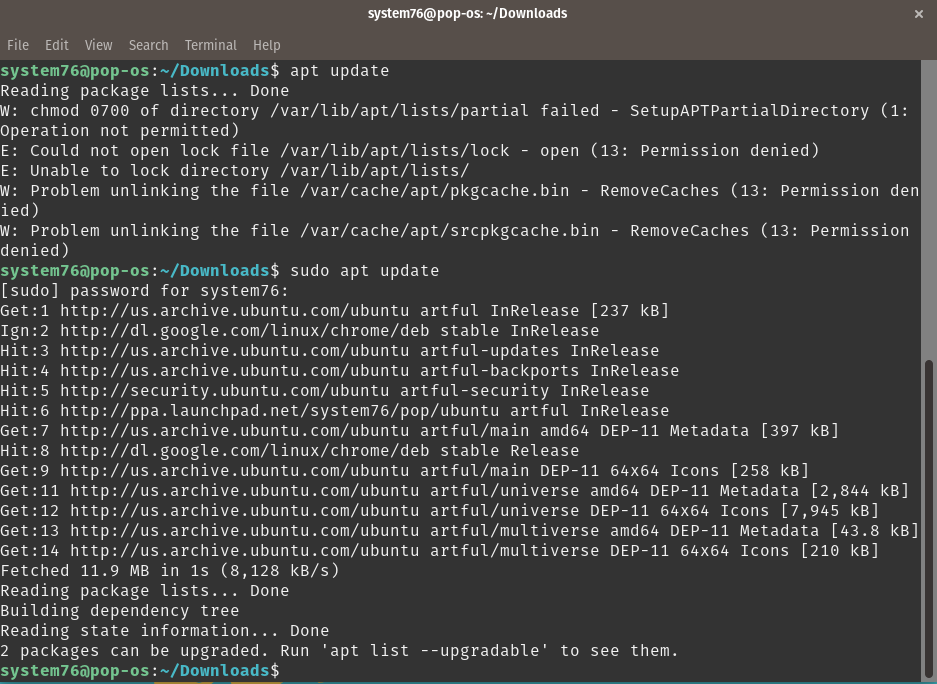 system76@pop-os: ~/Downloads
File Edit View Search Terminal Help
system76@pop-os:~/Downloads$ apt update
Reading package lists... Done
W: chmod 0700 of directory /var/lib/apt/lists/partial failed - SetupAPTPartialDirectory (1:
Operation not permitted)
E: Could not open lock file /var/lib/apt/lists/lock - open (13: Permission denied)
E: Unable to lock directory /var/lib/apt/lists/
W: Problem unlinking the file /var/cache/apt/pkgcache.bin - RemoveCaches (13: Permission den
ied)
W: Problem unlinking the file /var/cache/apt/srcpkgcache.bin - RemoveCaches (13: Permission
denied)
system76@pop-os:~/Downloads$ sudo apt update
[sudo] password for system76:
Get:1 http://us.archive.ubuntu.com/ubuntu artful InRelease [237 kB]
Ign:2 http://dl.google.com/linux/chrome/deb stable InRelease
Hit:3 http://us.archive.ubuntu.com/ubuntu artful-updates InRelease
Hit:4 http://us.archive.ubuntu.com/ubuntu artful-backports InRelease
Hit:5 http://security.ubuntu.com/ubuntu artful-security InRelease
Hit:6 http://ppa.launchpad.net/system76/pop/ubuntu artful InRelease
Get:7 http://us.archive.ubuntu.com/ubuntu artful/main amd64 DEP-11 Metadata [397 kB]
Hit:8 http://dl.google.com/linux/chrome/deb stable Release
Get:9 http://us.archive.ubuntu.com/ubuntu artful/main DEP-11 64x64 Icons [258 kB]
Get:11 http://us.archive.ubuntu.com/ubuntu artful/universe amd64 DEP-11 Metadata [2,844 kB]
Get:12 http://us.archive.ubuntu.com/ubuntu artful/universe DEP-11 64x64 Icons [7,945 kB]
Get:13 http://us.archive.ubuntu.com/ubuntu artful/multiverse amd64 DEP-11 Metadata [43.8 kB]
Get:14 http://us.archive.ubuntu.com/ubuntu artful/multiverse DEP-11 64x64 Icons [210 kB]
Fetched 11.9 MB in 1s (8,128 kB/s)
Reading package lists... Done
Building dependency tree
Reading state information... Done
2 packages can be upgraded. Run 'apt list --upgradable' to see them.
system76@pop-os:~/Downloads$